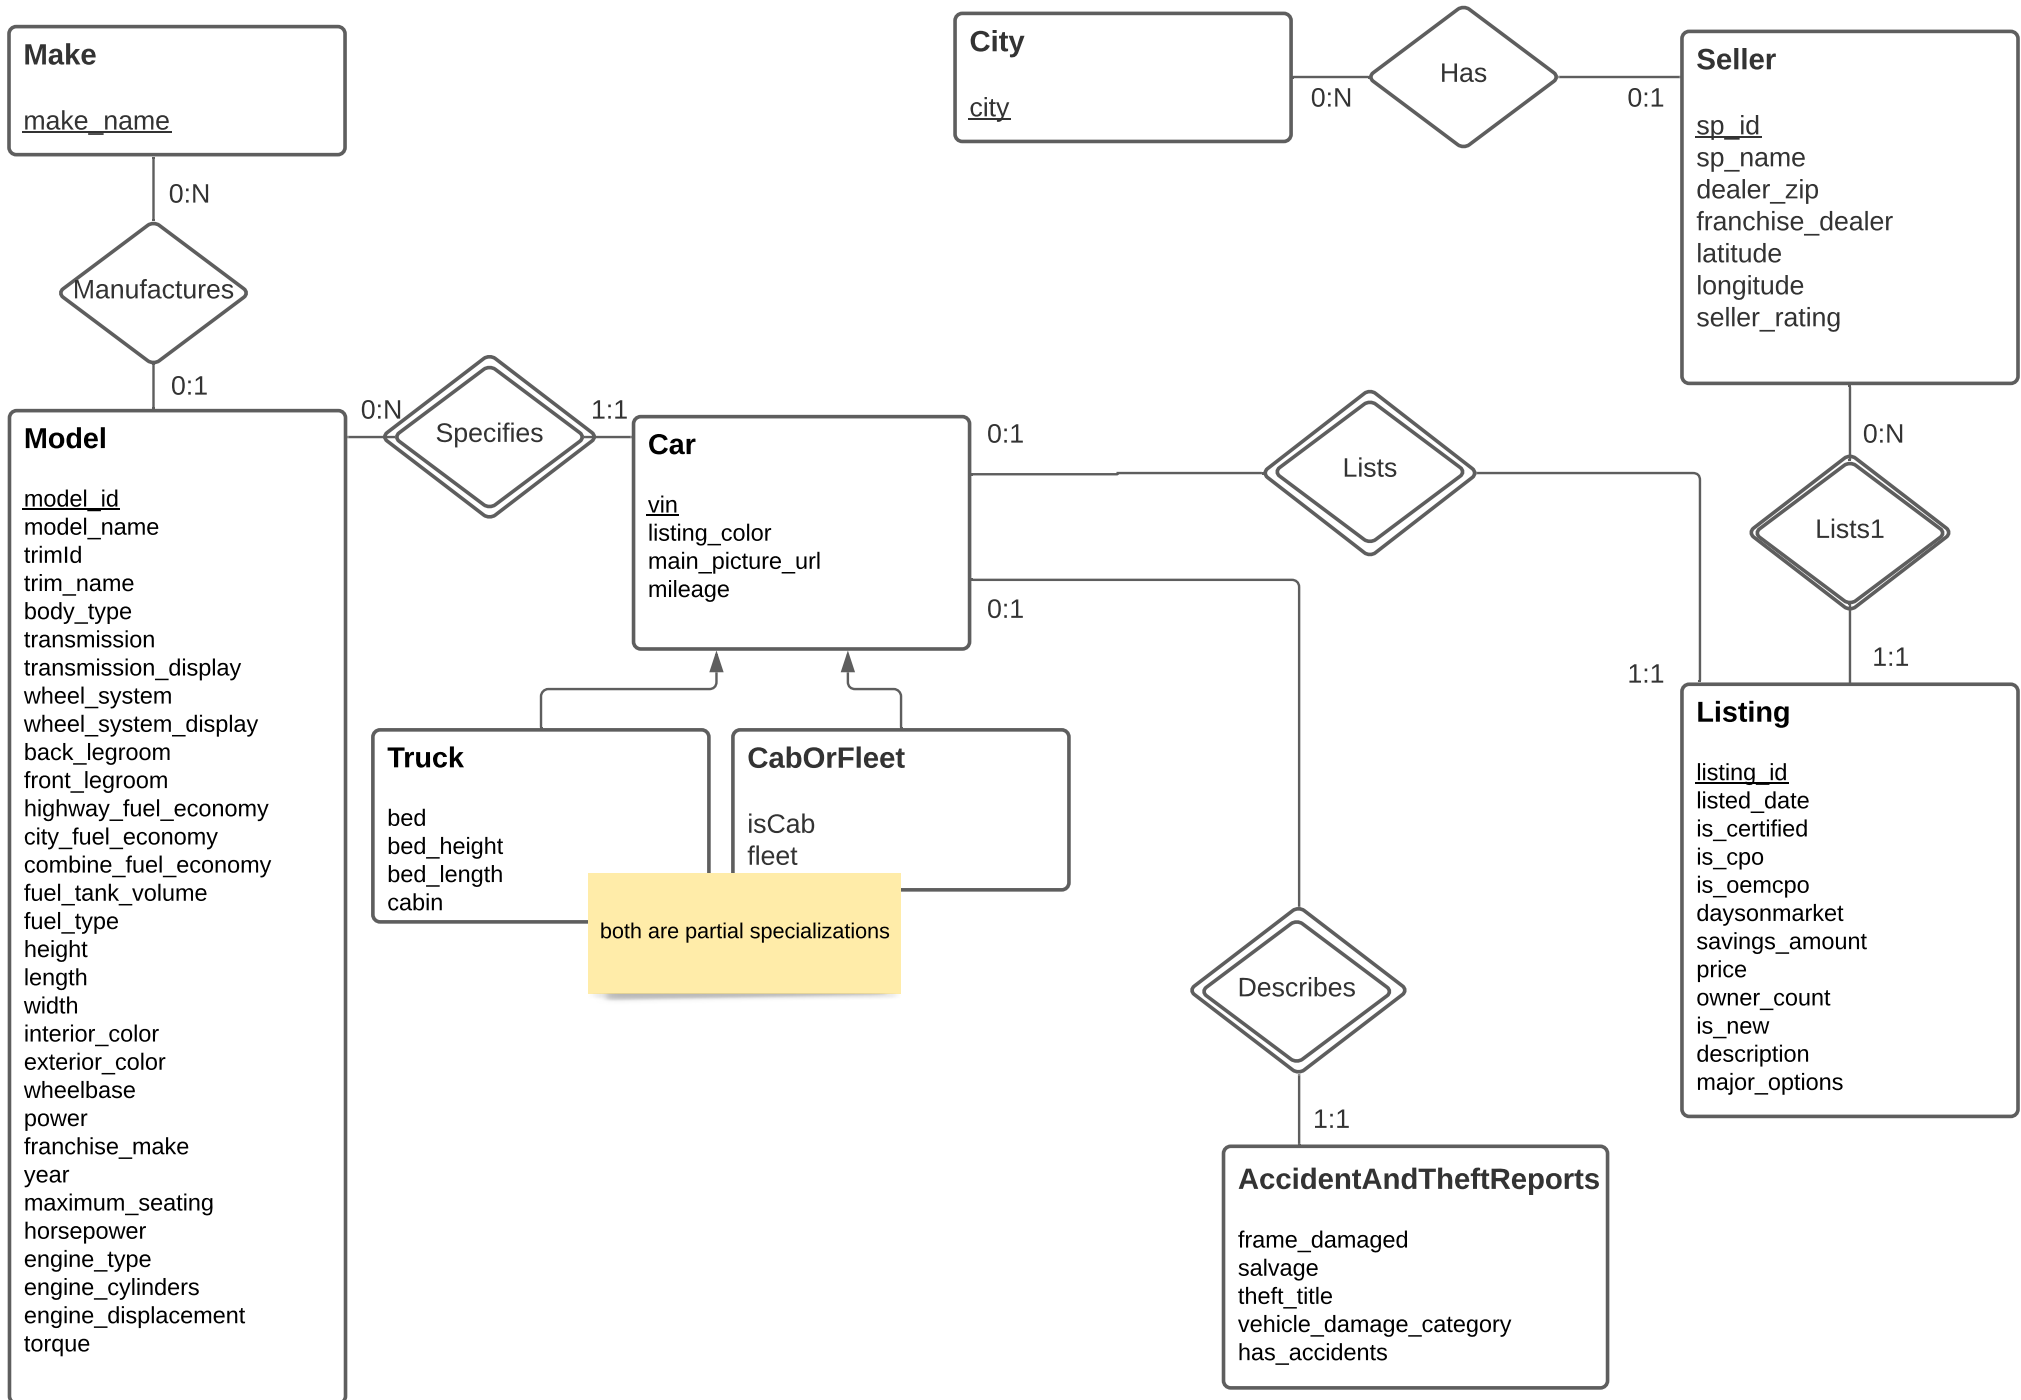 Make
make_name
0:N
Manufactures
0:1
Model
model_id
model_name
trimId
trim_name
body_type
transmission
transmission_display
wheel_system
wheel_system_display
back_legroom
front_legroom
highway_fuel_economy
city_fuel_economy
combine_fuel_economy
fuel_tank_volume
fuel_type
height
length
width
interior_color
exterior_color
wheelbase
power
franchise_make
year
maximum_seating
horsepower
engine_type
engine_cylinders
engine_displacement
torque
0:N
Specifies
1:1
Car
vin
listing_color
main_picture_url
mileage
0:1
0:1
Truck
bed
bed_height
bed_length
cabin
CabOrFleet
isCab
fleet
both are partial specializations
City
city
0:N
Has
0:1
Seller
sp_id
sp_name
dealer_zip
franchise_dealer
latitude
longitude
seller_rating
Lists
0:N
Lists1
1:1
1:1
Listing
listing_id
listed_date
is_certified
is_cpo
is_oemcpo
daysonmarket
savings_amount
price
owner_count
is_new
description
major_options
Describes
1:1
AccidentAndTheftReports
frame_damaged
salvage
theft_title
vehicle_damage_category
has_accidents